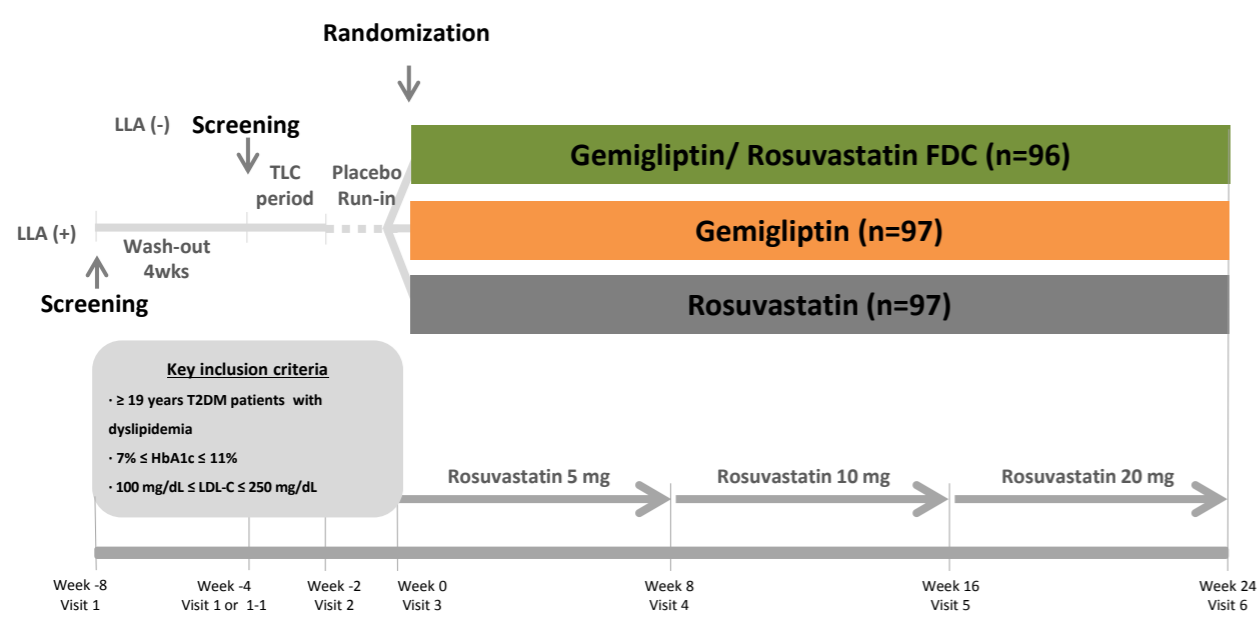 Randomization
LLA (-)
Screening
TLC
period
Placebo
Run-in
Gemigliptin/ Rosuvastatin FDC (n=96)
LLA (+)
Wash-out
4wks
Gemigliptin (n=97)
Screening
Rosuvastatin (n=97)
Key inclusion criteria
· ≥ 19 years T2DM patients with
dyslipidemia
· 7% ≤ HbA1c ≤ 11%
· 100 mg/dL ≤ LDL-C ≤ 250 mg/dL
Rosuvastatin 5 mg
Rosuvastatin 10 mg
Rosuvastatin 20 mg
Week -8
Visit 1
Week -4
Visit 1 or 1-1
Week -2
Visit 2
Week 0
Visit 3
Week 8
Visit 4
Week 16
Visit 5
Week 24
Visit 6